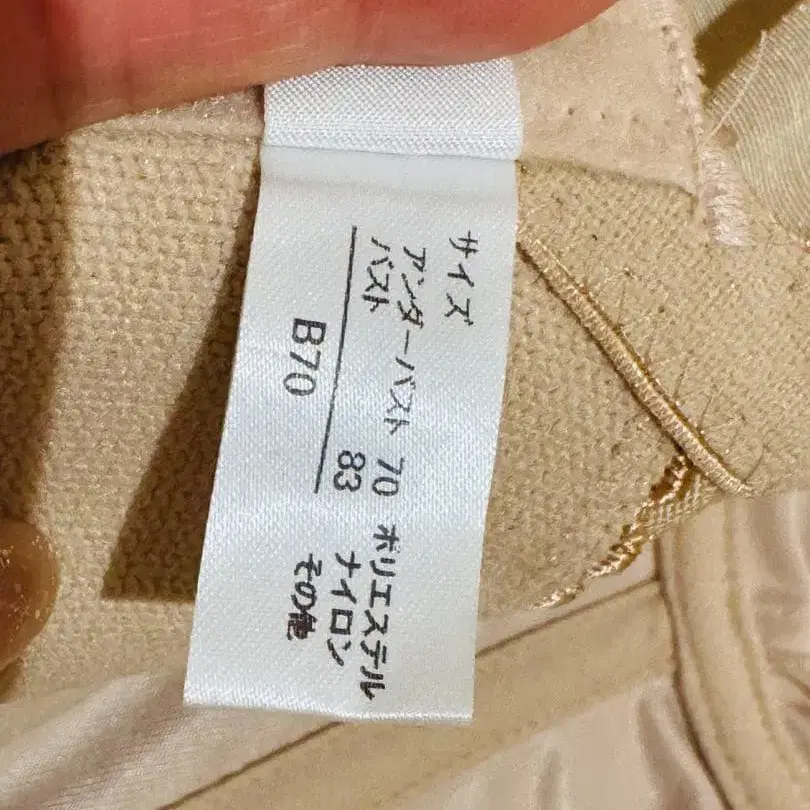 サイズ
アンダーバスト 70
バスト 83
B70
ポリエステル
ナイロン
その他